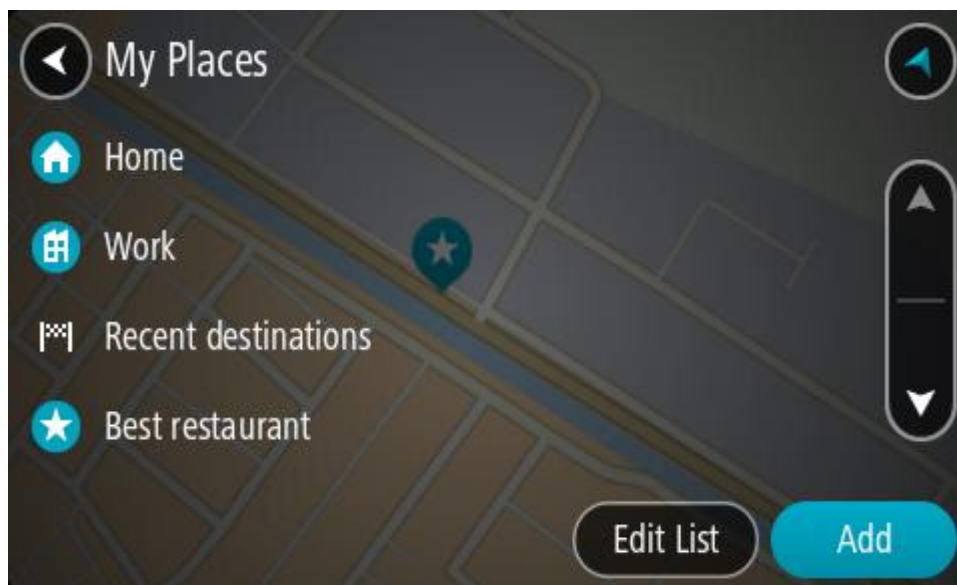 My Places
Home
Work
Recent destinations
Best restaurant
Edit List
Add